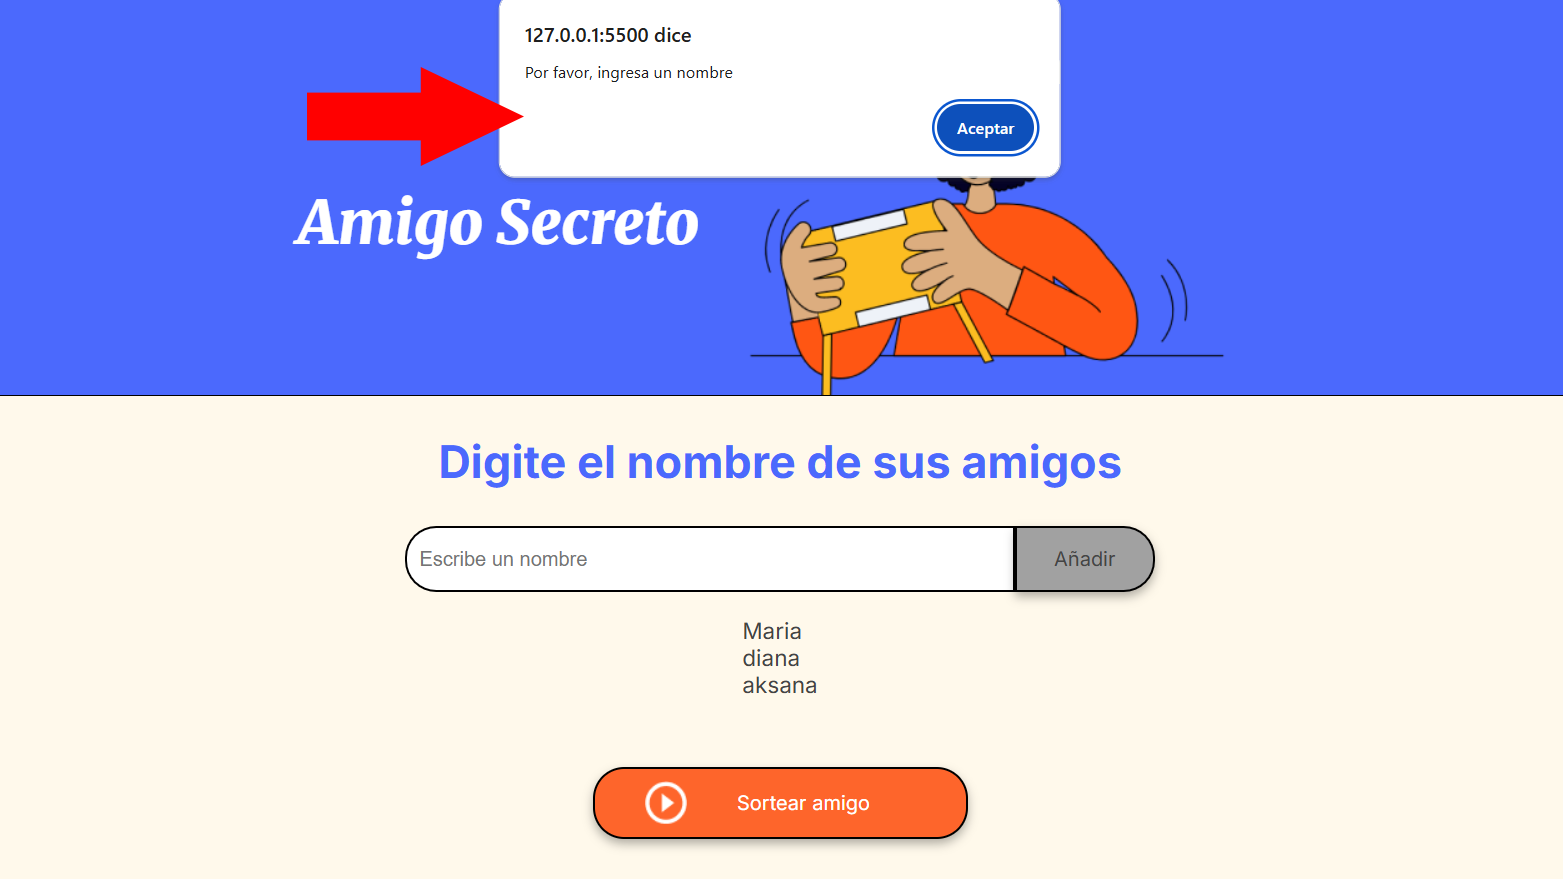 127.0.0.1:5500 dice
Por favor, ingresa un nombre
Aceptar
Amigo Secreto
Digite el nombre de sus amigos
Escribe un nombre
Añadir
Maria
diana
aksana
Sortear amigo